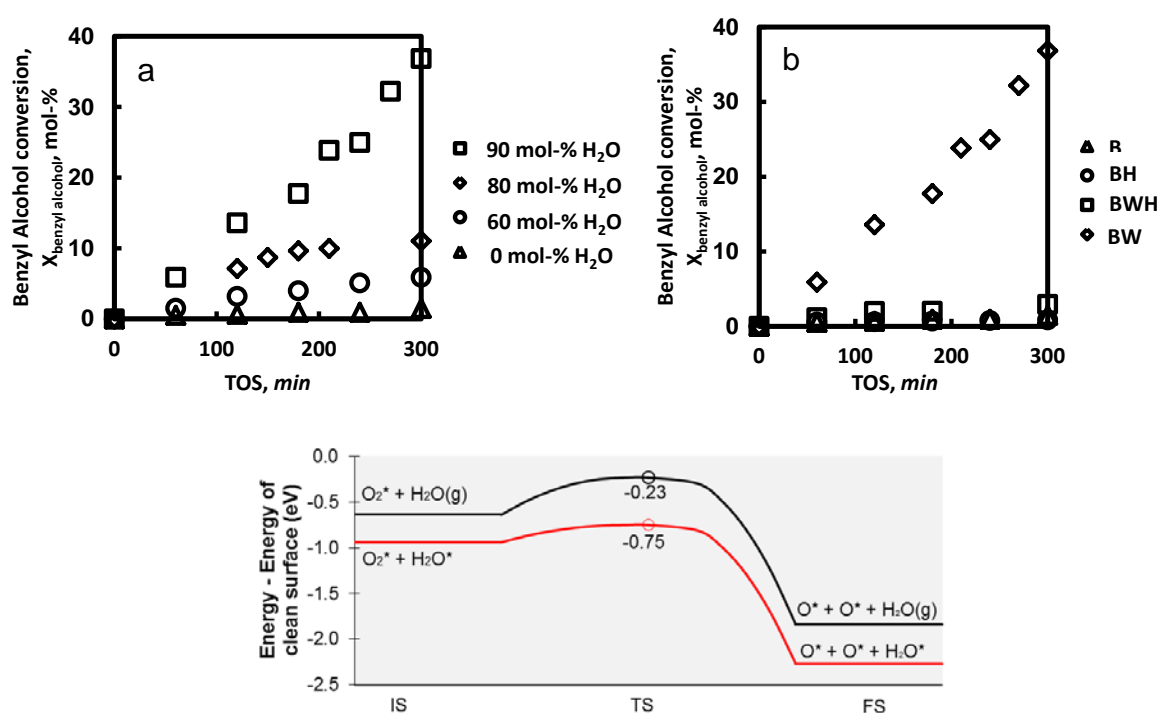 a
Benzyl Alcohol conversion,
X benzyl alcohol, mol-%
40
30
20
10
0
0
100
200
300
TOS, min
90 mol-% H₂O
80 mol-% H₂O
60 mol-% H₂O
0 mol-% H₂O
b
Benzyl Alcohol conversion,
X benzyl alcohol, mol-%
40
30
20
10
0
0
100
200
300
TOS, min
BH
BWH
BW
Energy - Energy of
clean surface (eV)
0.0
-0.5
-1.0
-1.5
-2.0
-2.5
O₂* + H₂O(g)
-0.23
O₂* + H₂O*
-0.75
O* + O* + H₂O(g)
O* + O* + H₂O*
IS
TS
FS